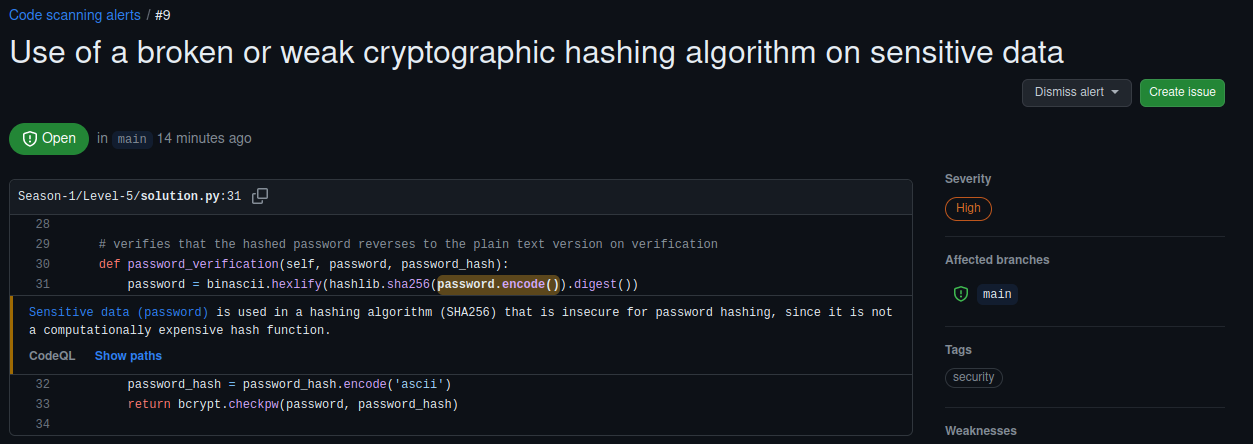 Code scanning alerts / #9
Use of a broken or weak cryptographic hashing algorithm on sensitive data
Dismiss alert
Create issue
Open in main 14 minutes ago
Season-1/Level-5/solution.py:31
28
29 # verifies that the hashed password reverses to the plain text version on verification
30 def password_verification(self, password, password_hash):
31 password = binascii.hexlify(hashlib.sha256(password.encode()).digest())
Sensitive data (password) is used in a hashing algorithm (SHA256) that is insecure for password hashing, since it is not
a computationally expensive hash function.
CodeQL Show paths
32 password_hash = password_hash.encode('ascii')
33 return bcrypt.checkpw(password, password_hash)
34
Severity
High
Affected branches
main
Tags
security
Weaknesses